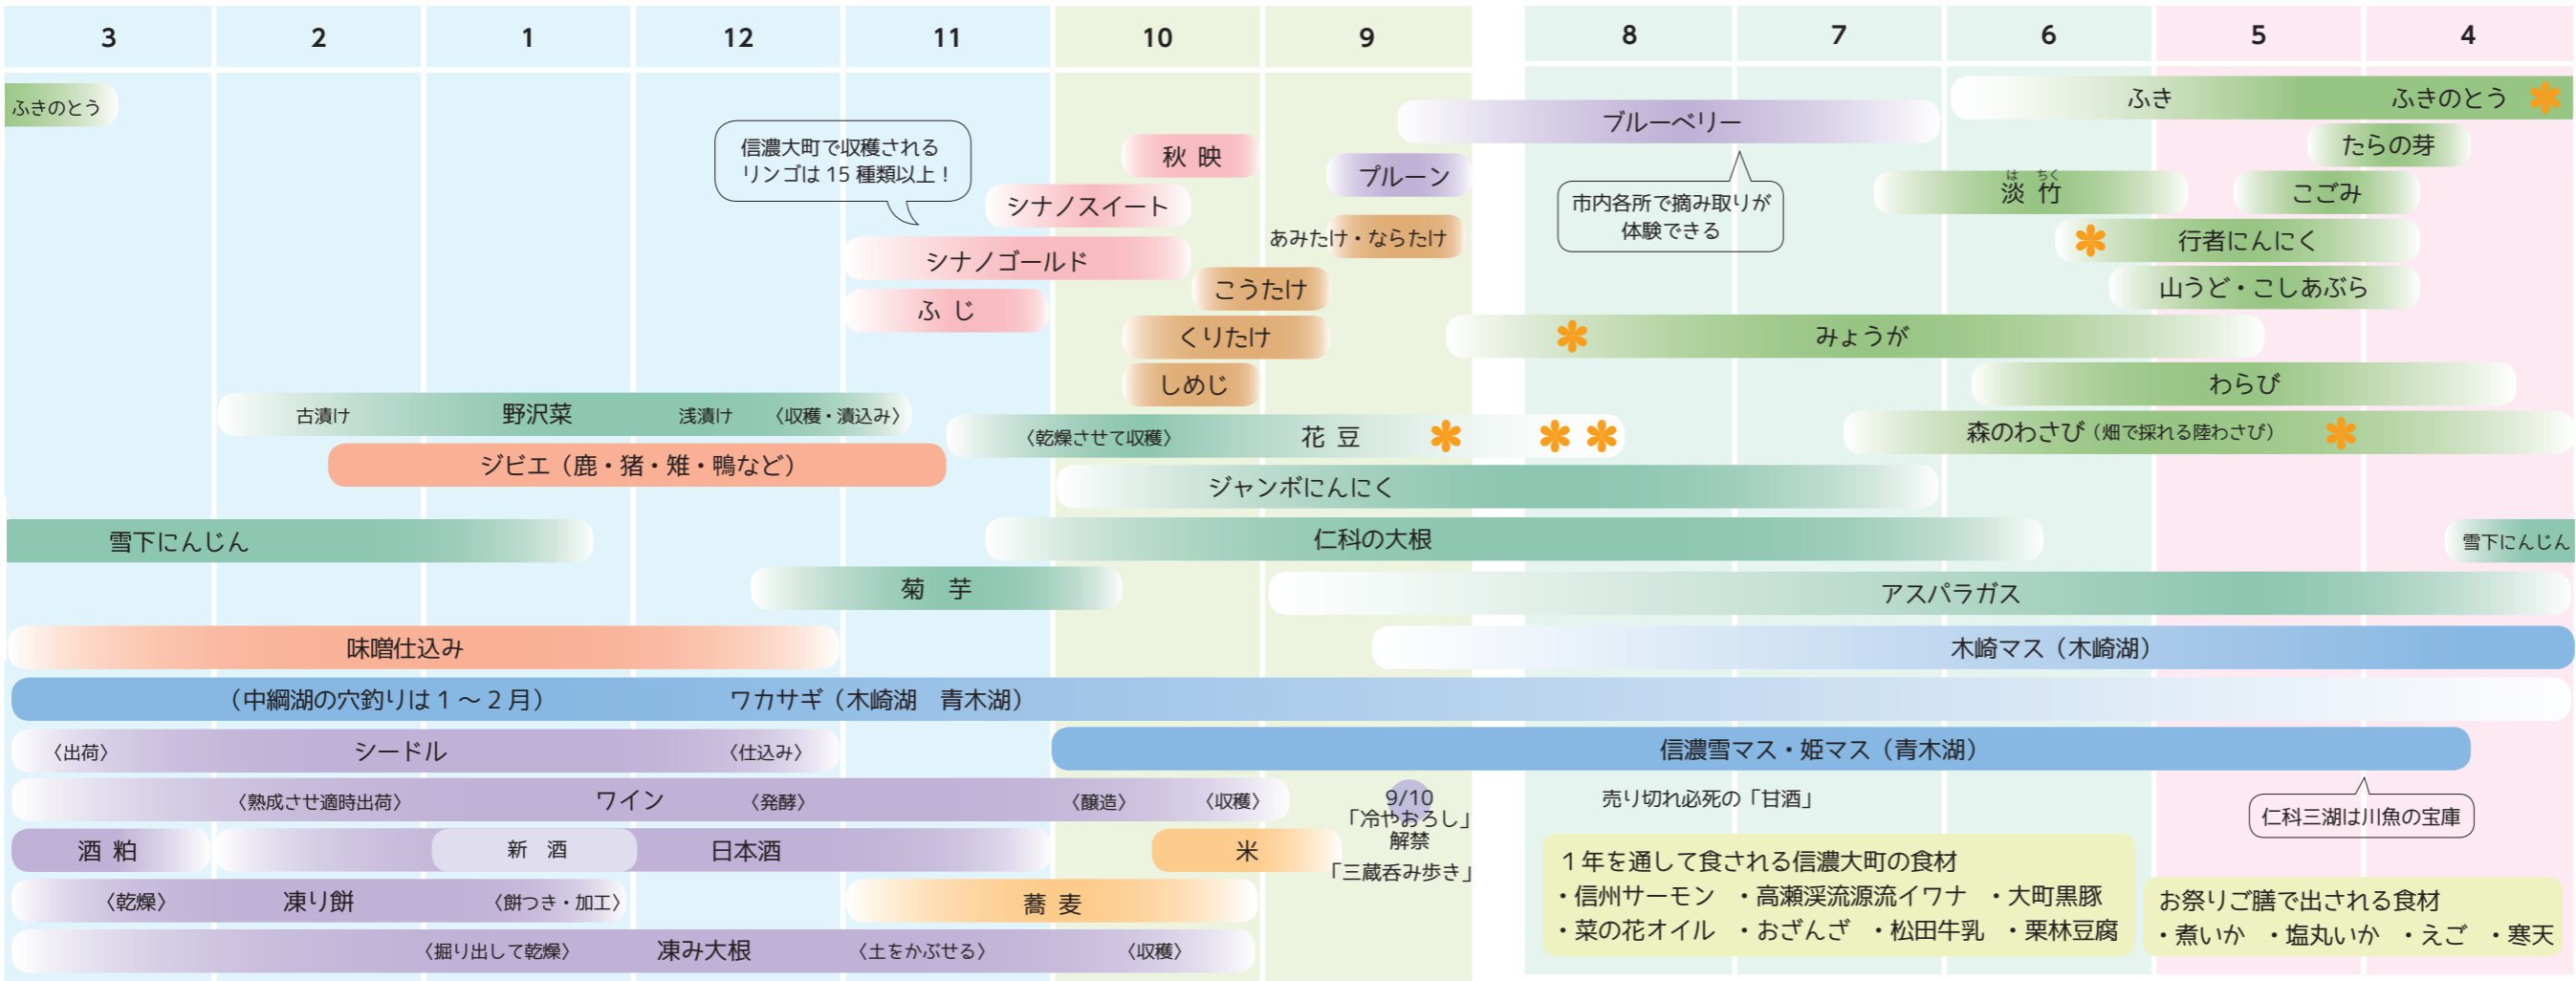 3 2 1 12 11 10 9 8 7 6 5 4
ふきのとう
ふき
ふきのとう
ブルーベリー
たらの芽
信濃大町で収穫される
リンゴは 15 種類以上！
秋 映
プルーン
は ちく
淡 竹
こごみ
シナノスイート
市内各所で摘み取りが
体験できる
あみたけ・ならたけ
行者にんにく
シナノゴールド
こうたけ
山うど・こしあぶら
ふ じ
くりたけ
みょうが
しめじ
わらび
古漬け 野沢菜 浅漬け 〈収穫・漬込み〉
〈乾燥させて収穫〉 花 豆
森のわさび（畑で採れる陸わさび）
ジビエ（鹿・猪・雉・鴨など）
ジャンボにんにく
雪下にんじん
仁科の大根
雪下にんじん
菊 芋
アスパラガス
味噌仕込み
木崎マス（木崎湖）
（中綱湖の穴釣りは 1 〜 2 月） ワカサギ（木崎湖 青木湖）
〈出荷〉 シードル 〈仕込み〉
信濃雪マス・姫マス（青木湖）
〈熟成させ適時出荷〉 ワイン 〈発酵〉 〈醸造〉 〈収穫〉
9/10
「冷やおろし」
解禁
「三蔵呑み歩き」
売り切れ必死の「甘酒」
仁科三湖は川魚の宝庫
酒 粕
新 酒
日本酒
米
〈乾燥〉 凍り餅 〈餅つき・加工〉
蕎 麦
〈掘り出して乾燥〉 凍み大根 〈土をかぶせる〉 〈収穫〉
1 年を通して食される信濃大町の食材
・信州サーモン ・高瀬渓流源流イワナ ・大町黒豚
・菜の花オイル ・おざんざ ・松田牛乳 ・栗林豆腐
お祭りご膳で出される食材
・煮いか ・塩丸いか ・えご ・寒天